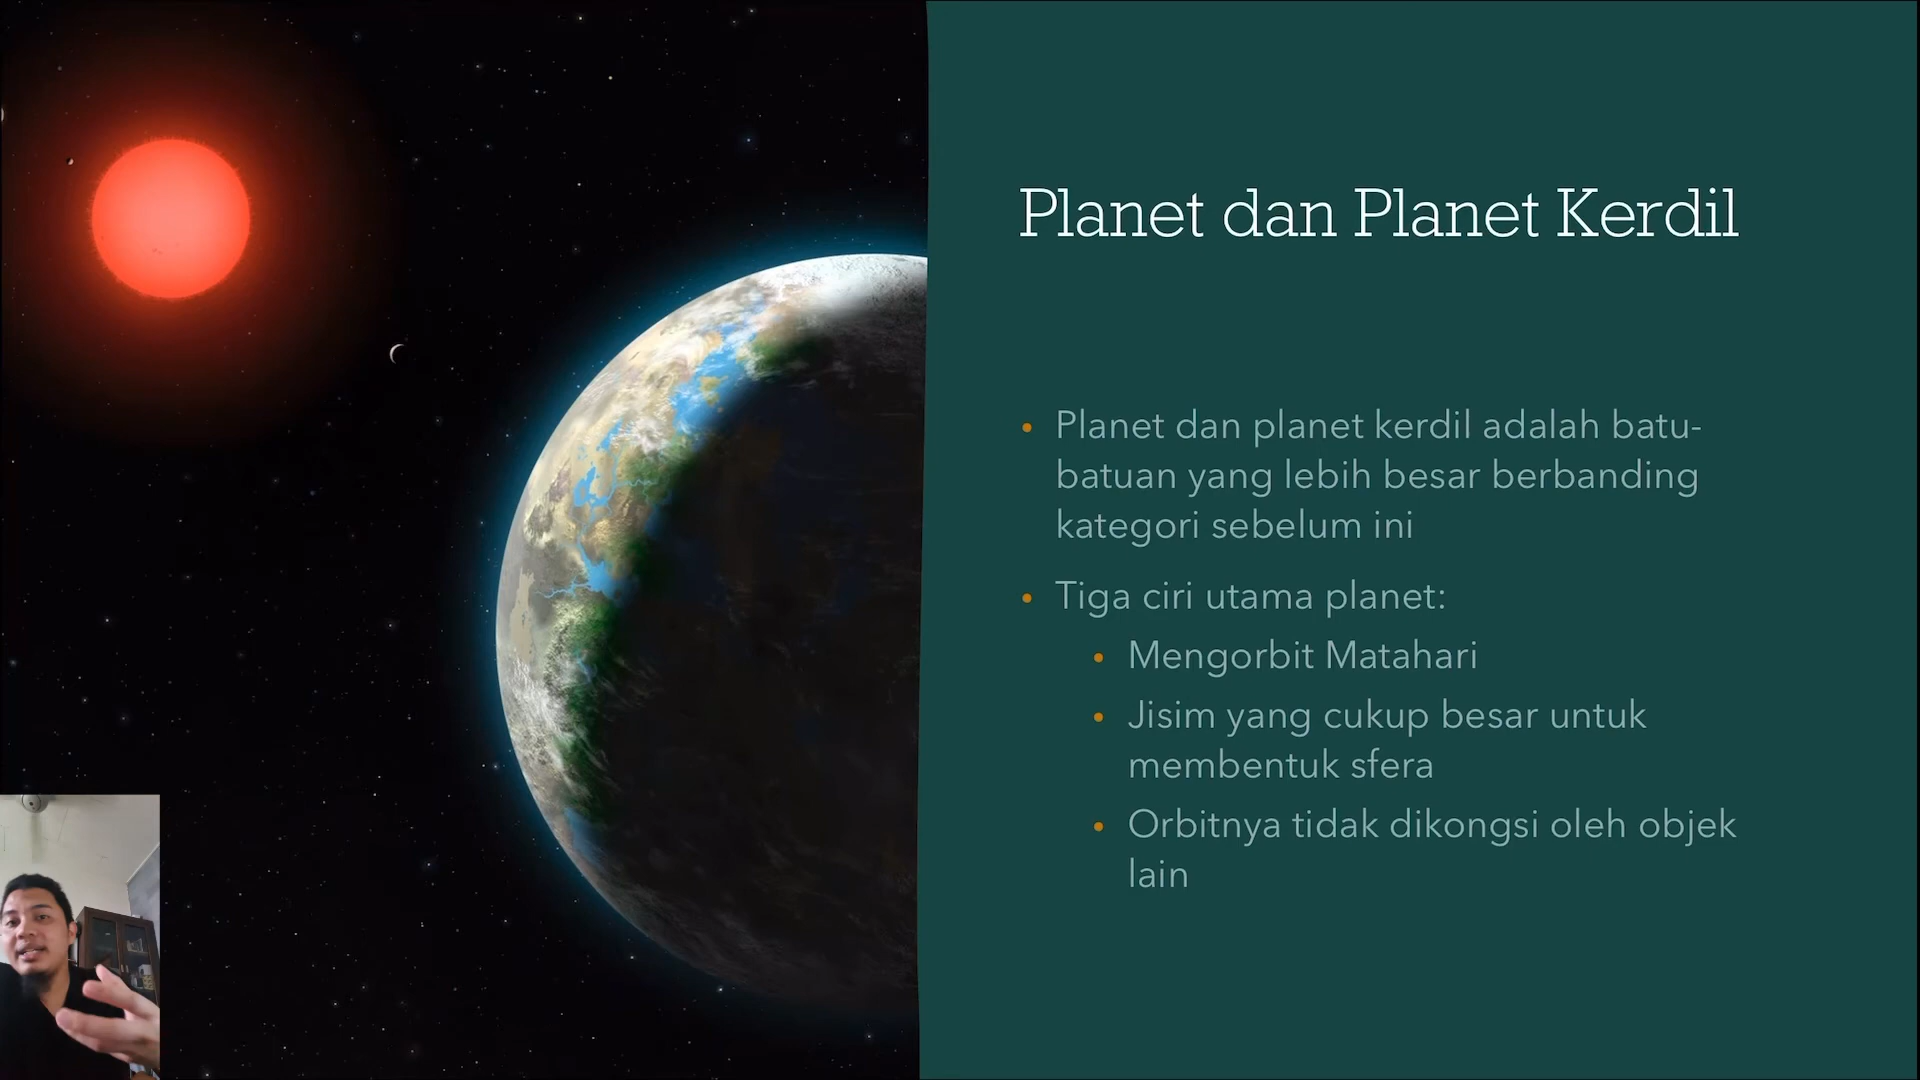 Planet dan Planet Kerdil
• Planet dan planet kerdil adalah batu-
batuan yang lebih besar berbanding
kategori sebelum ini
• Tiga ciri utama planet:
• Mengorbit Matahari
• Jisim yang cukup besar untuk
membentuk sfera
• Orbitnya tidak dikongsi oleh objek
lain